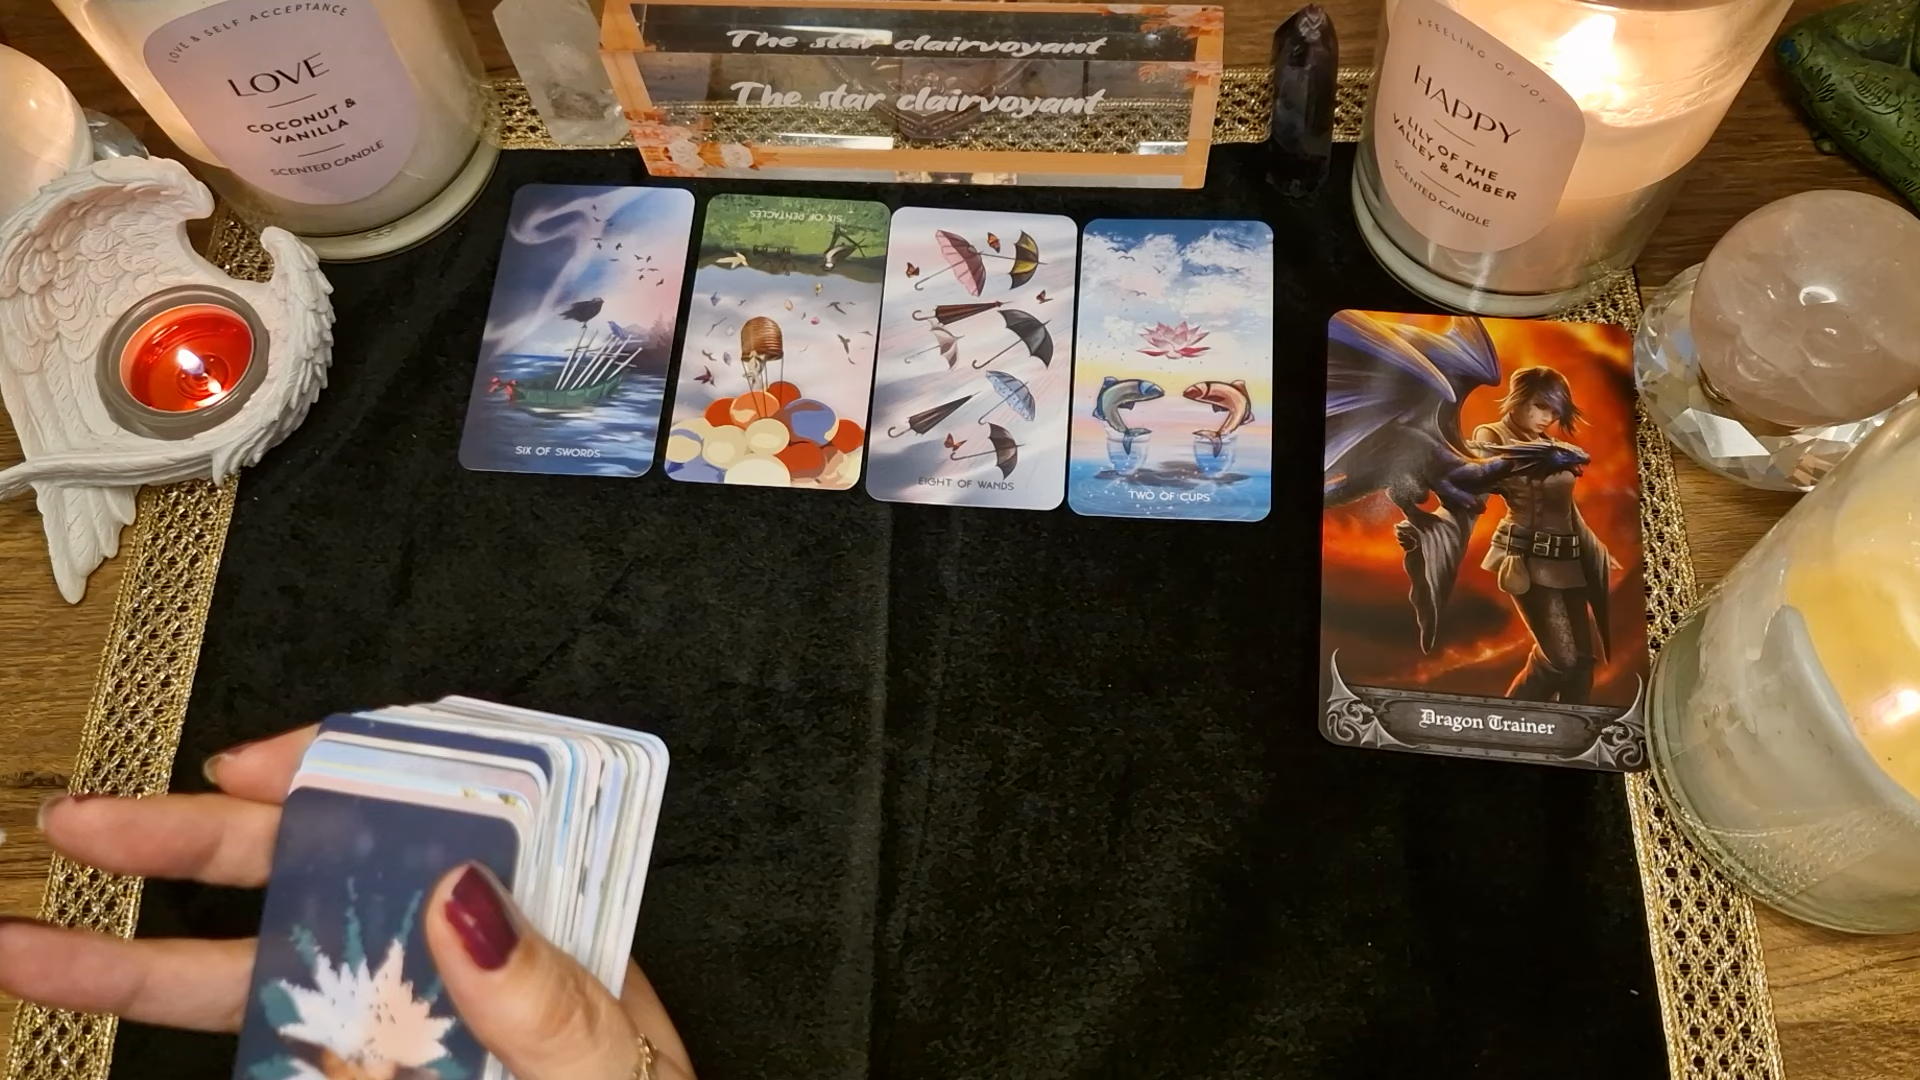 The star clairvoyant
The star clairvoyant
LOVE & SELF ACCEPTANCE
LOVE
COCONUT &
VANILLA
SCENTED CANDLE
A FEELING OF JOY
HAPPY
LILY OF THE
VALLEY & AMBER
SCENTED CANDLE
SIX OF SWORDS
SIX OF PENTACLES
EIGHT OF WANDS
TWO OF CUPS
Dragon Trainer